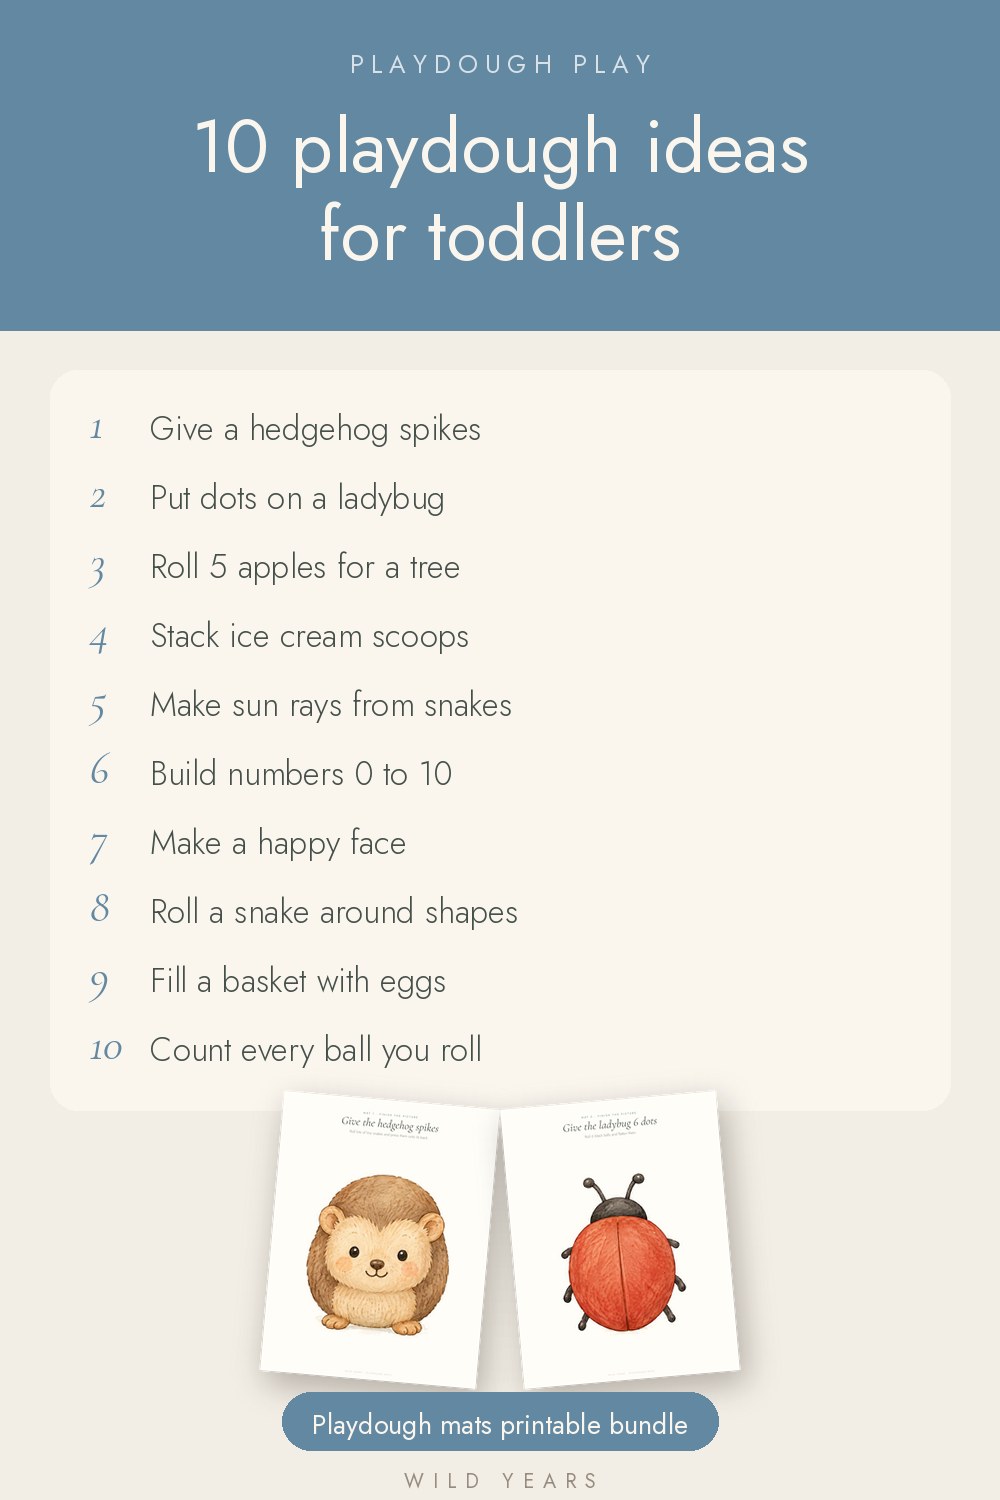 PLAYDOUGH PLAY
10 playdough ideas
for toddlers
1 Give a hedgehog spikes
2 Put dots on a ladybug
3 Roll 5 apples for a tree
4 Stack ice cream scoops
5 Make sun rays from snakes
6 Build numbers 0 to 10
7 Make a happy face
8 Roll a snake around shapes
9 Fill a basket with eggs
10 Count every ball you roll
Give the hedgehog spikes
Give the ladybug 6 dots
Playdough mats printable bundle
WILD YEARS